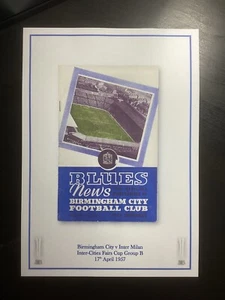 BLUES
News
BIRMINGHAM CITY
FOOTBALL CLUB
Birmingham City v Inter Milan
Inter-Cities Fairs Cup Group B
17th April 1957